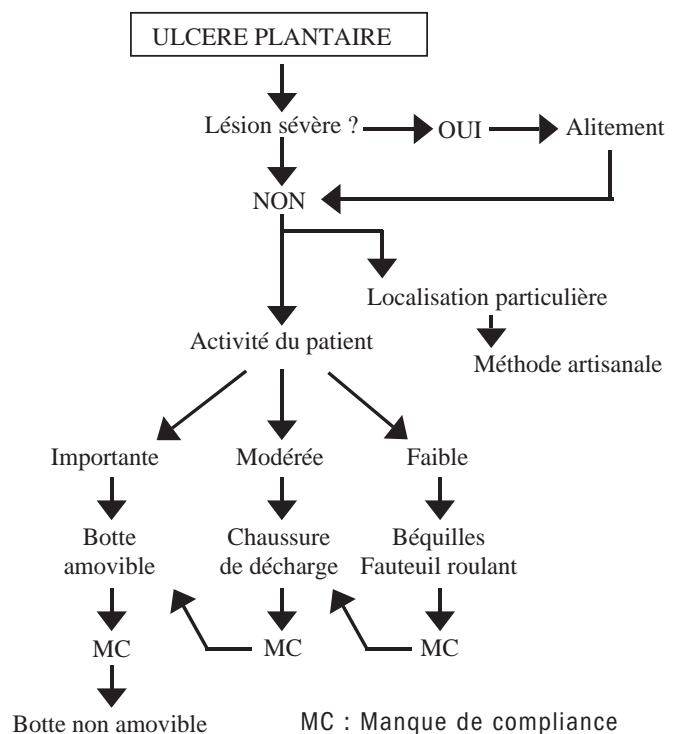 ULCERE PLANTAIRE
Lésion sévère ?
OUI
Alitement
NON
Localisation particulière
Activité du patient
Méthode artisanale
Importante
Modérée
Faible
Botte
amovible
Chaussure
de décharge
Béquilles
Fauteuil roulant
MC
MC
MC
Botte non amovible
MC : Manque de compliance